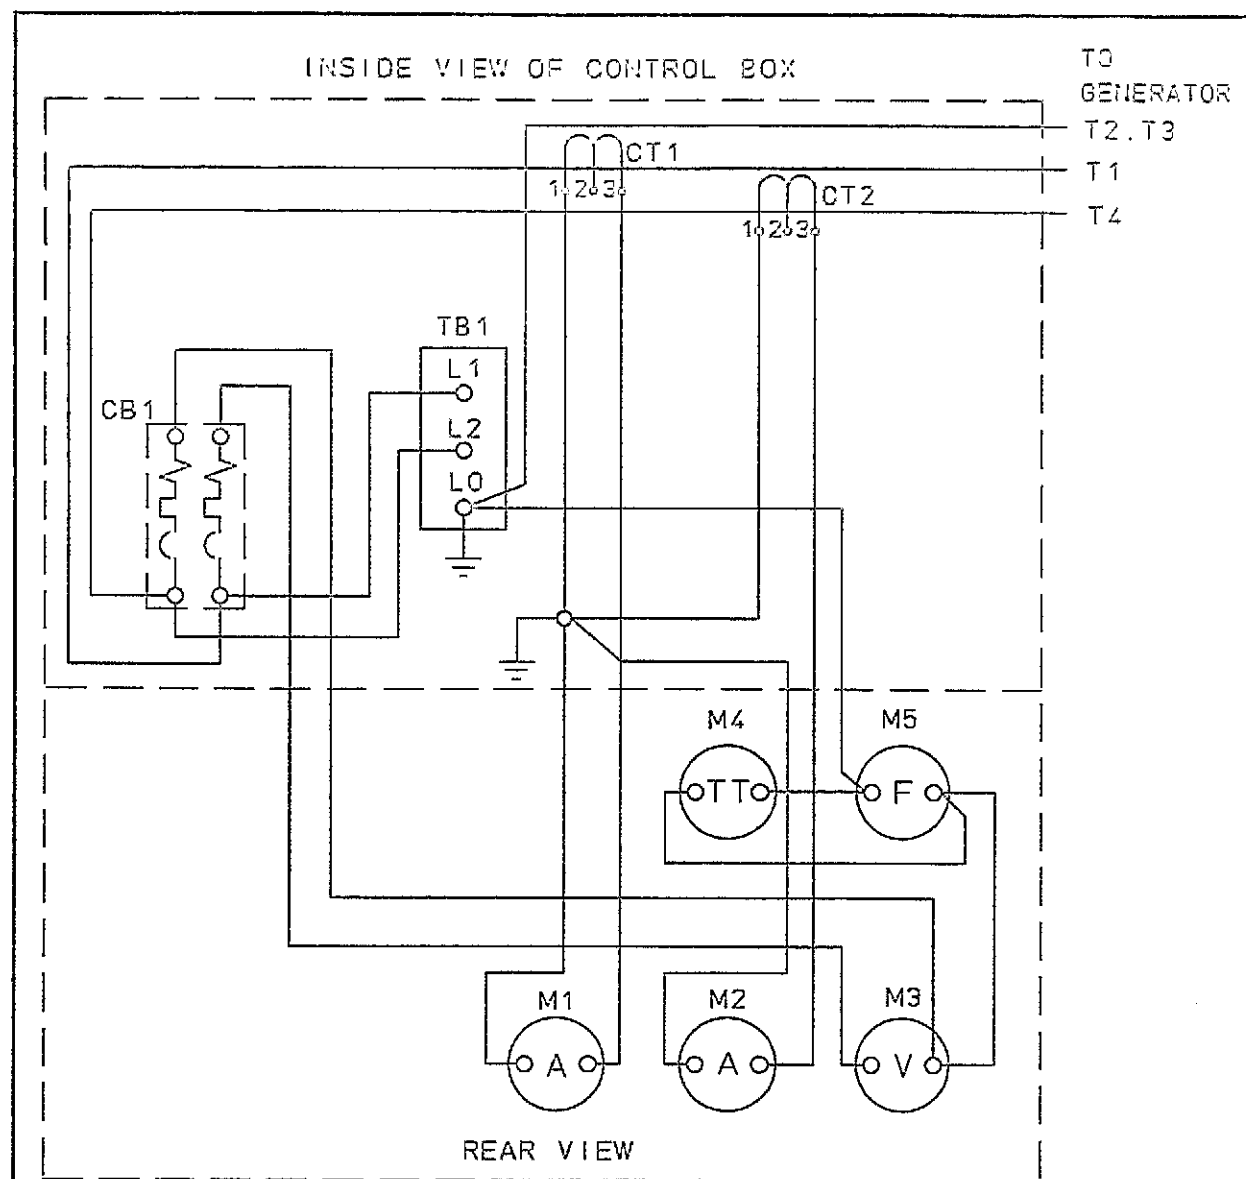 INSIDE VIEW OF CONTROL BOX
TO
GENERATOR
T2.T3
CT1
T1
1 2 3
CT2
T4
1 2 3
TB1
L1
CB1
L2
L0
M4
M5
TT
F
M1
M2
M3
A
A
V
REAR VIEW